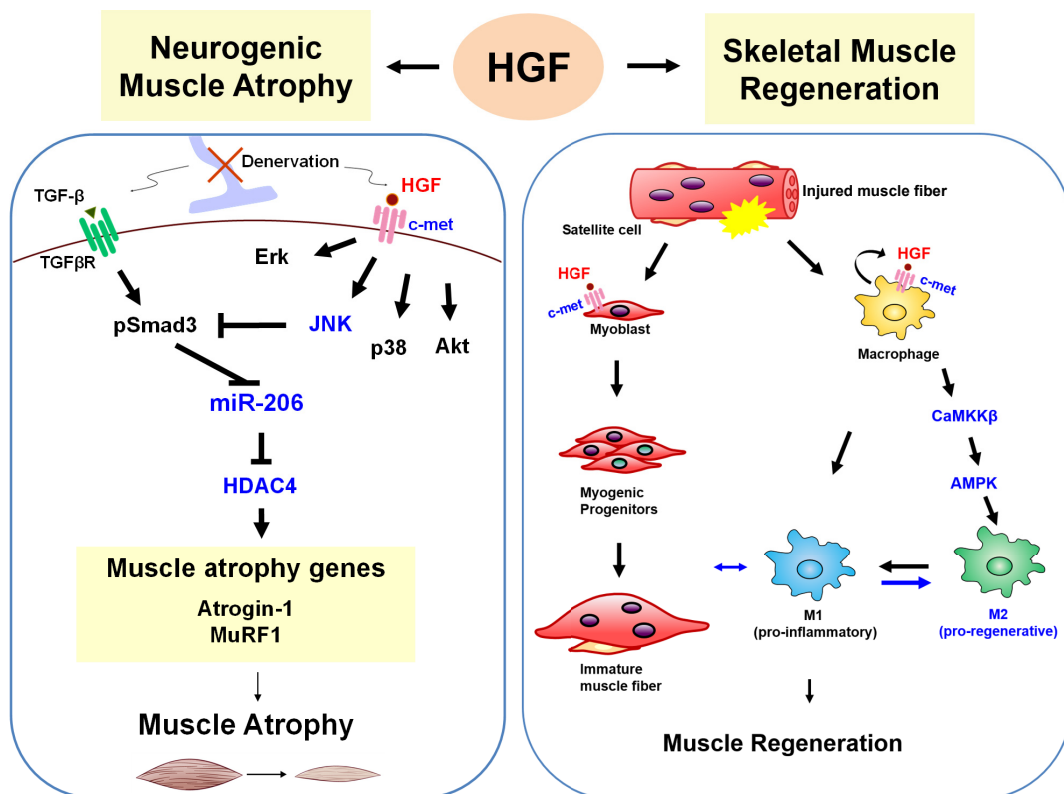 Neurogenic
Muscle Atrophy
HGF
Skeletal Muscle
Regeneration
Denervation
TGF-β
HGF
c-met
TGFβR
Erk
pSmad3
JNK
p38
Akt
miR-206
HDAC4
Muscle atrophy genes
Atrogin-1
MuRF1
Muscle Atrophy
Injured muscle fiber
Satellite cell
HGF
c-met
Myoblast
HGF
c-met
Macrophage
CaMKKβ
AMPK
Myogenic
Progenitors
M1
(pro-inflammatory)
M2
(pro-regenerative)
Immature
muscle fiber
Muscle Regeneration